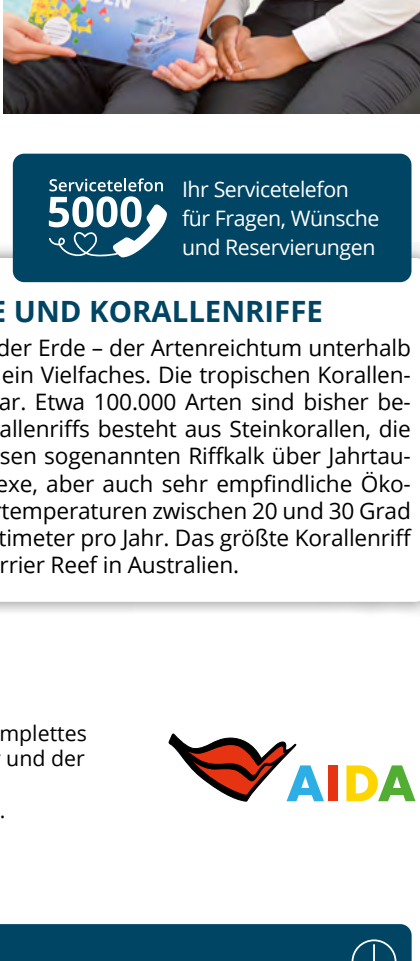 Servicetelefon
5000
Ihr Servicetelefon
für Fragen, Wünsche
und Reservierungen
E UND KORALLENRIFFE
der Erde – der Artenreichtum unterhalb
ein Vielfaches. Die tropischen Korallen-
ar. Etwa 100.000 Arten sind bisher be-
allenriffs besteht aus Steinkorallen, die
sen sogenannten Riffkalk über Jahrtau-
exe, aber auch sehr empfindliche Öko-
rtemperaturen zwischen 20 und 30 Grad
timeter pro Jahr. Das größte Korallenriff
rrier Reef in Australien.
mplettes
und der
.
AIDA